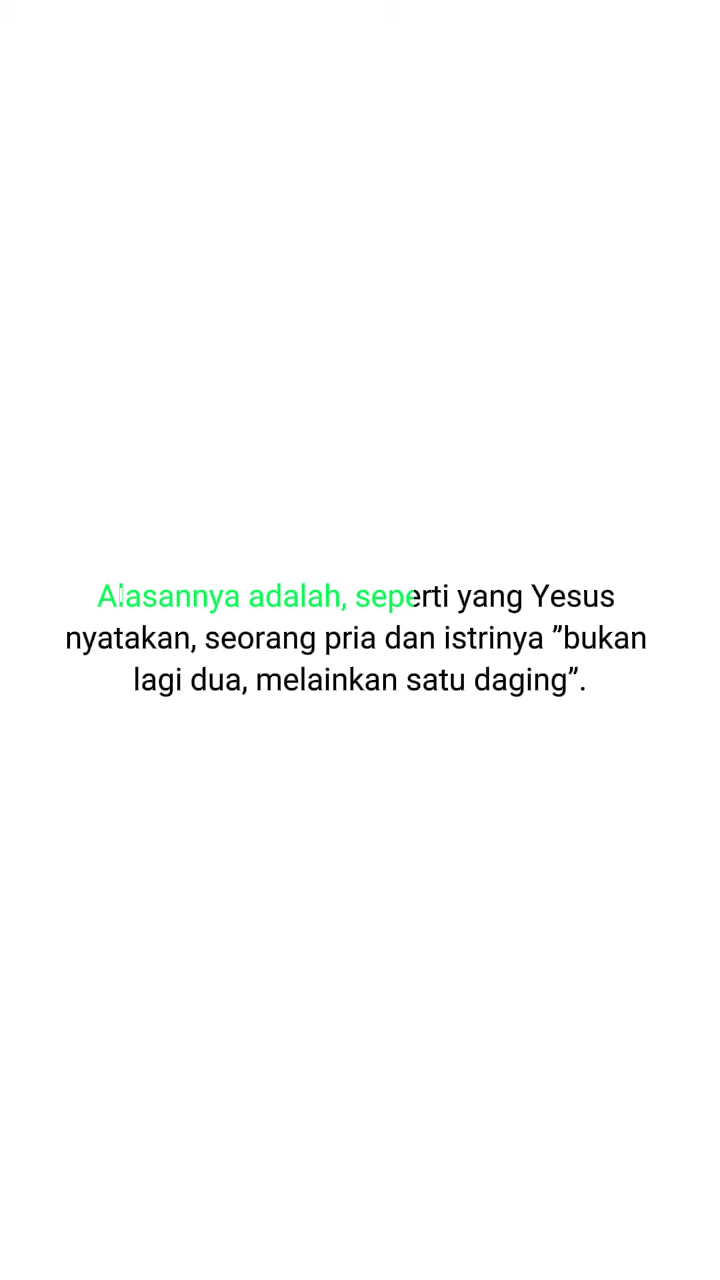 Alasannya adalah, seperti yang Yesus
nyatakan, seorang pria dan istrinya ”bukan
lagi dua, melainkan satu daging”.